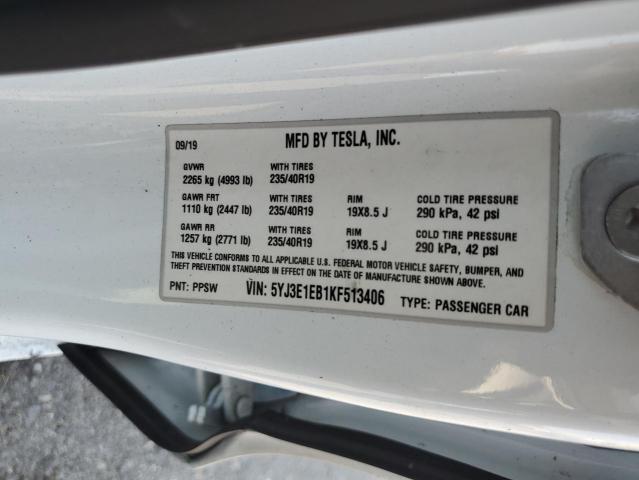 09/19 MFD BY TESLA, INC.
GVWR WITH TIRES
2265 kg (4993 lb) 235/40R19
GAWR FRT WITH TIRES RIM COLD TIRE PRESSURE
1110 kg (2447 lb) 235/40R19 19X8.5 J 290 kPa, 42 psi
GAWR RR WITH TIRES RIM COLD TIRE PRESSURE
1257 kg (2771 lb) 235/40R19 19X8.5 J 290 kPa, 42 psi
THIS VEHICLE CONFORMS TO ALL APPLICABLE U.S. FEDERAL MOTOR VEHICLE SAFETY, BUMPER, AND
THEFT PREVENTION STANDARDS IN EFFECT ON THE DATE OF MANUFACTURE SHOWN ABOVE.
PNT: PPSW VIN: 5YJ3E1EB1KF513406 TYPE: PASSENGER CAR